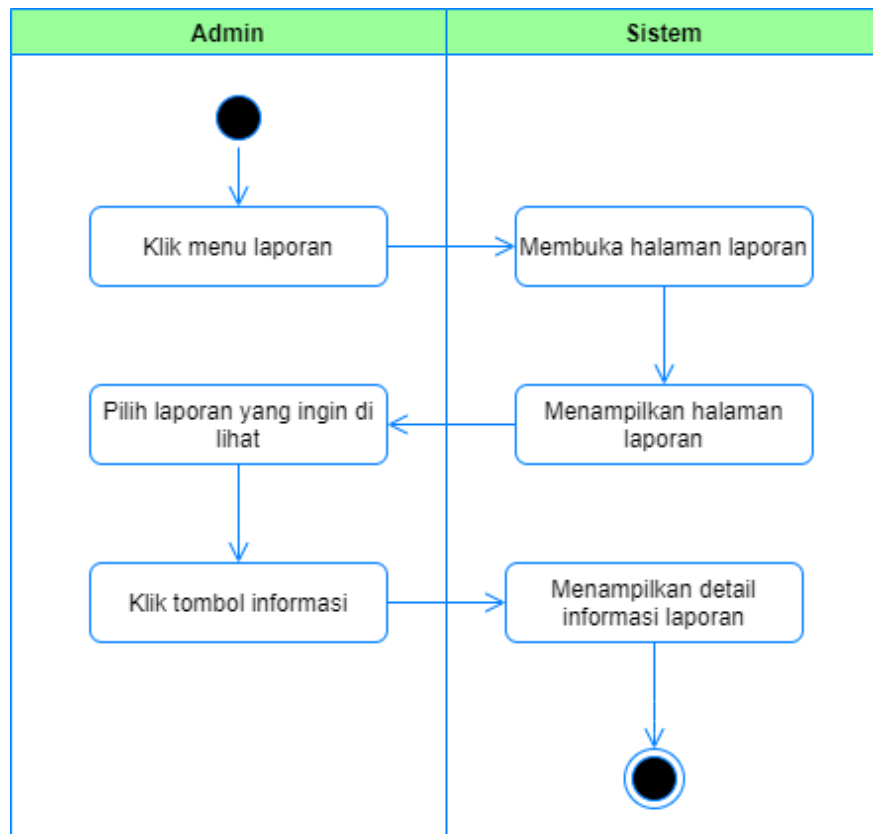 Admin
Sistem
Klik menu laporan
Membuka halaman laporan
Pilih laporan yang ingin di
lihat
Menampilkan halaman
laporan
Klik tombol informasi
Menampilkan detail
informasi laporan